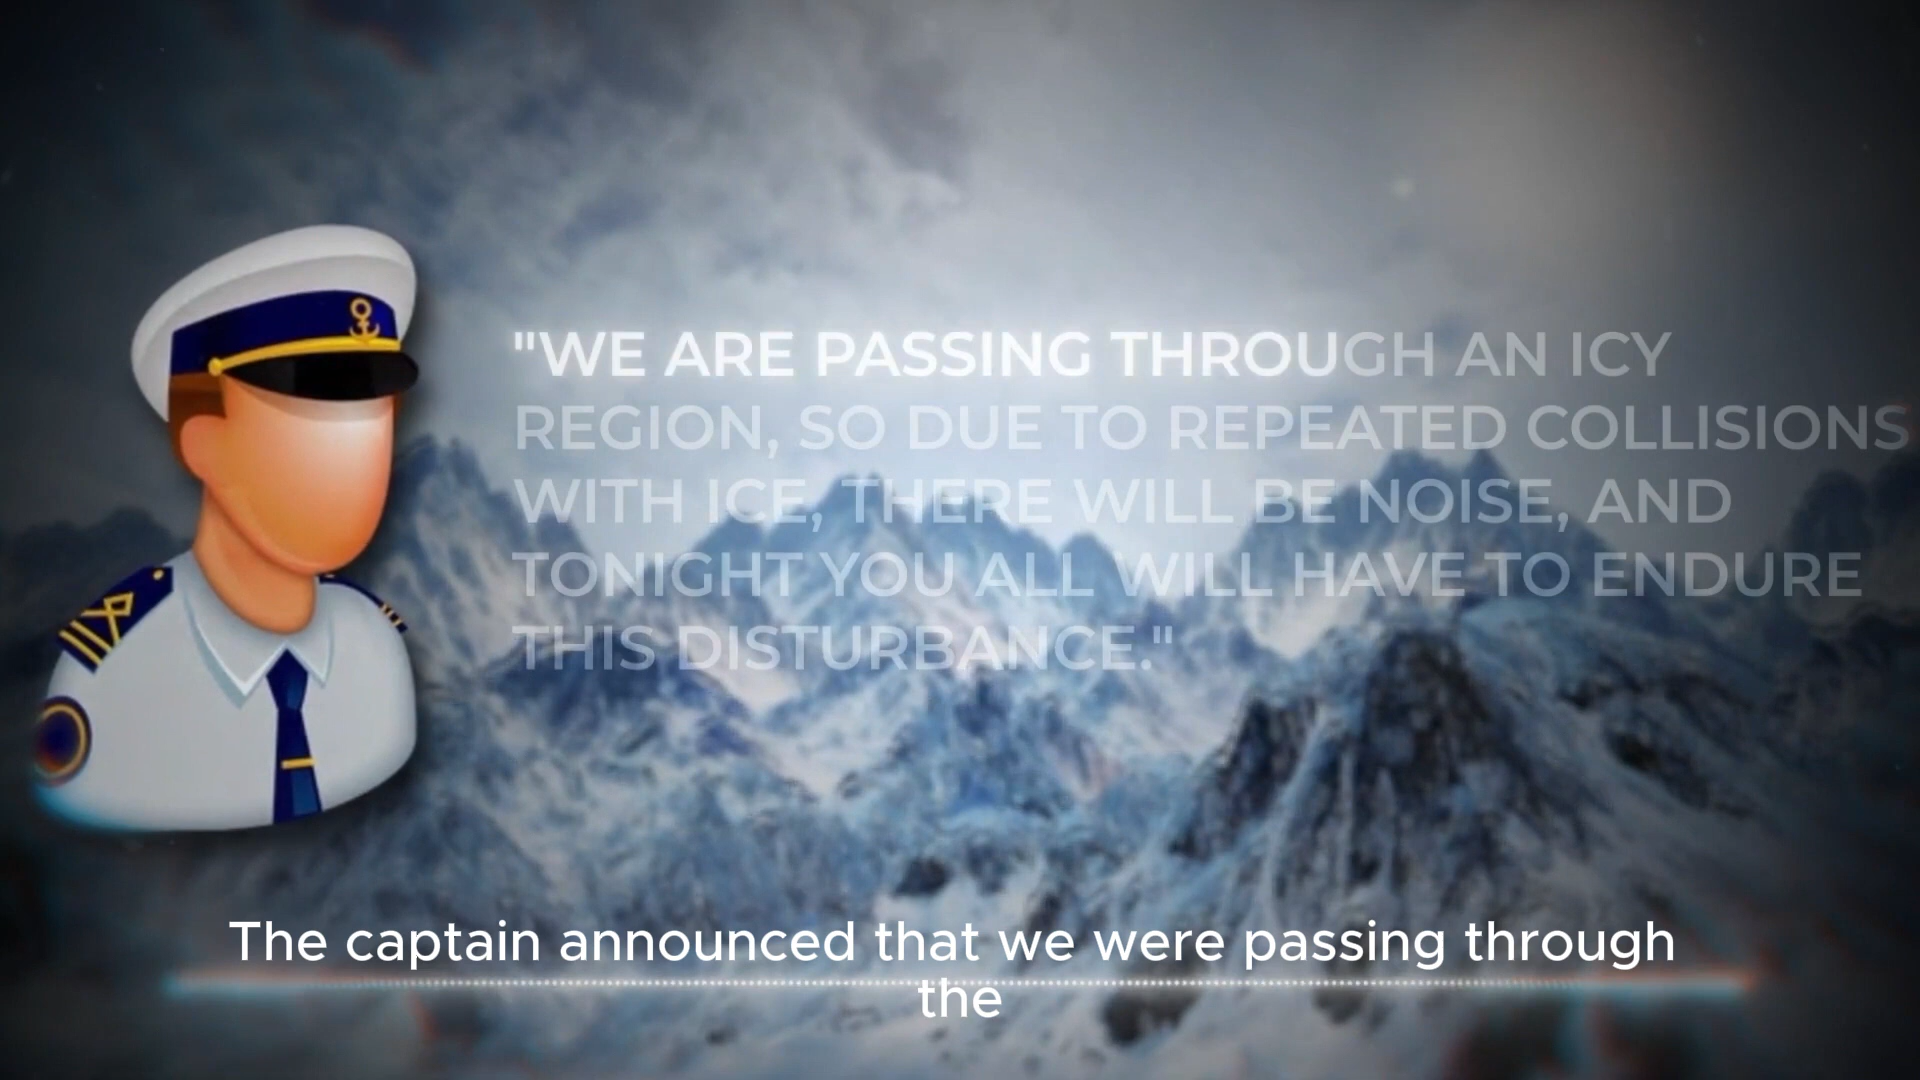 "WE ARE PASSING THROUGH AN ICY
REGION, SO DUE TO REPEATED COLLISIONS
WITH ICE, THERE WILL BE NOISE, AND
TONIGHT YOU ALL WILL HAVE TO ENDURE
THIS DISTURBANCE."
The captain announced that we were passing through
the